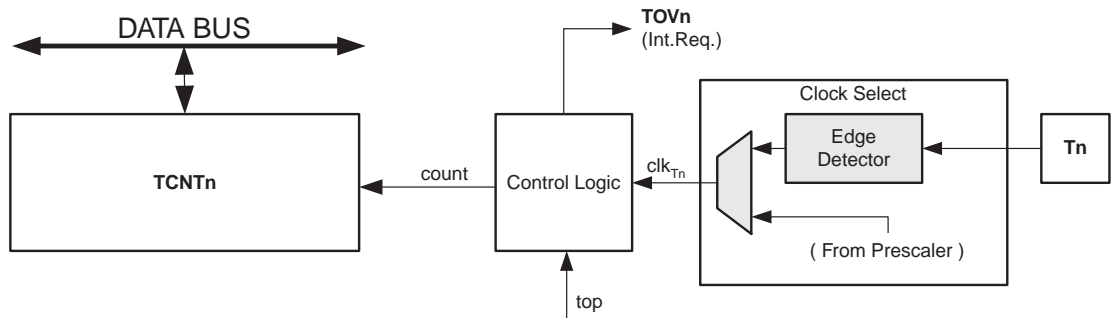 DATA BUS
TOVn
(Int.Req.)
Clock Select
TCNTn
count
Control Logic
clkTn
Edge
Detector
Tn
( From Prescaler )
top